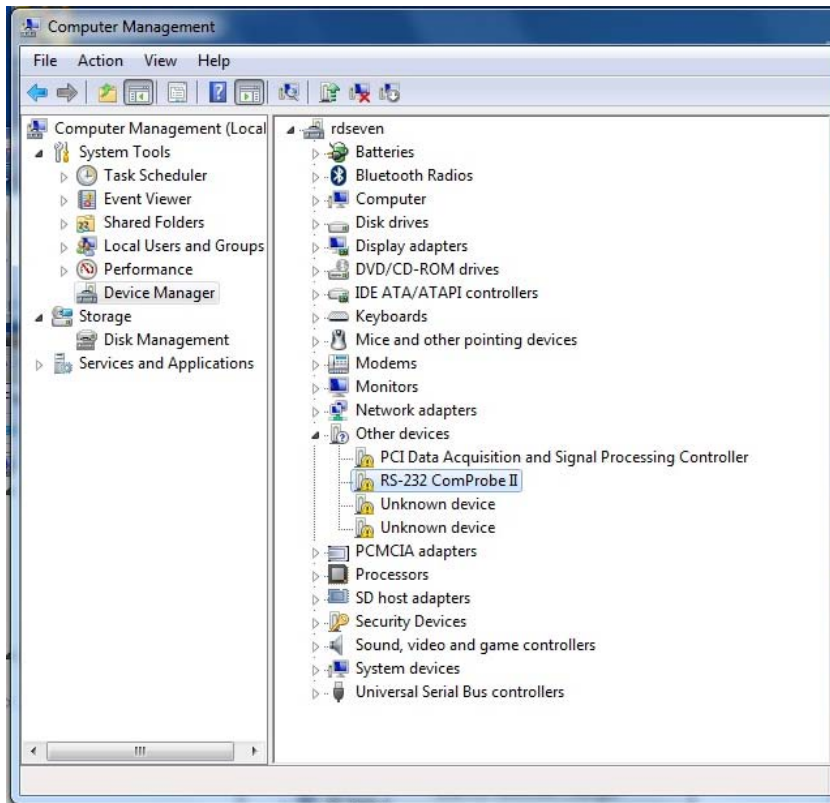 Computer Management
File Action View Help
Computer Management (Local
System Tools
Task Scheduler
Event Viewer
Shared Folders
Local Users and Groups
Performance
Device Manager
Storage
Disk Management
Services and Applications
rdseven
Batteries
Bluetooth Radios
Computer
Disk drives
Display adapters
DVD/CD-ROM drives
IDE ATA/ATAPI controllers
Keyboards
Mice and other pointing devices
Modems
Monitors
Network adapters
Other devices
PCI Data Acquisition and Signal Processing Controller
RS-232 ComProbe II
Unknown device
Unknown device
PCMCIA adapters
Processors
SD host adapters
Security Devices
Sound, video and game controllers
System devices
Universal Serial Bus controllers